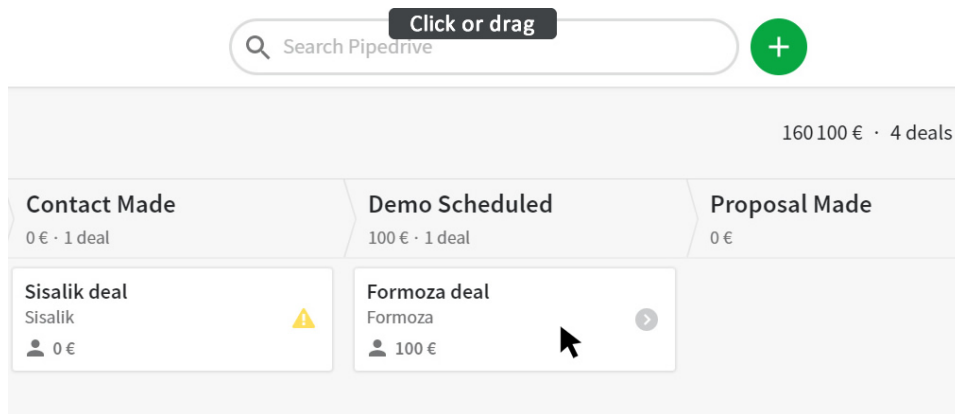 Click or drag
Search Pipedrive
160 100 € · 4 deals
Contact Made
0 € · 1 deal
Demo Scheduled
100 € · 1 deal
Proposal Made
0 €
Sisalik deal
Sisalik
0 €
Formoza deal
Formoza
100 €